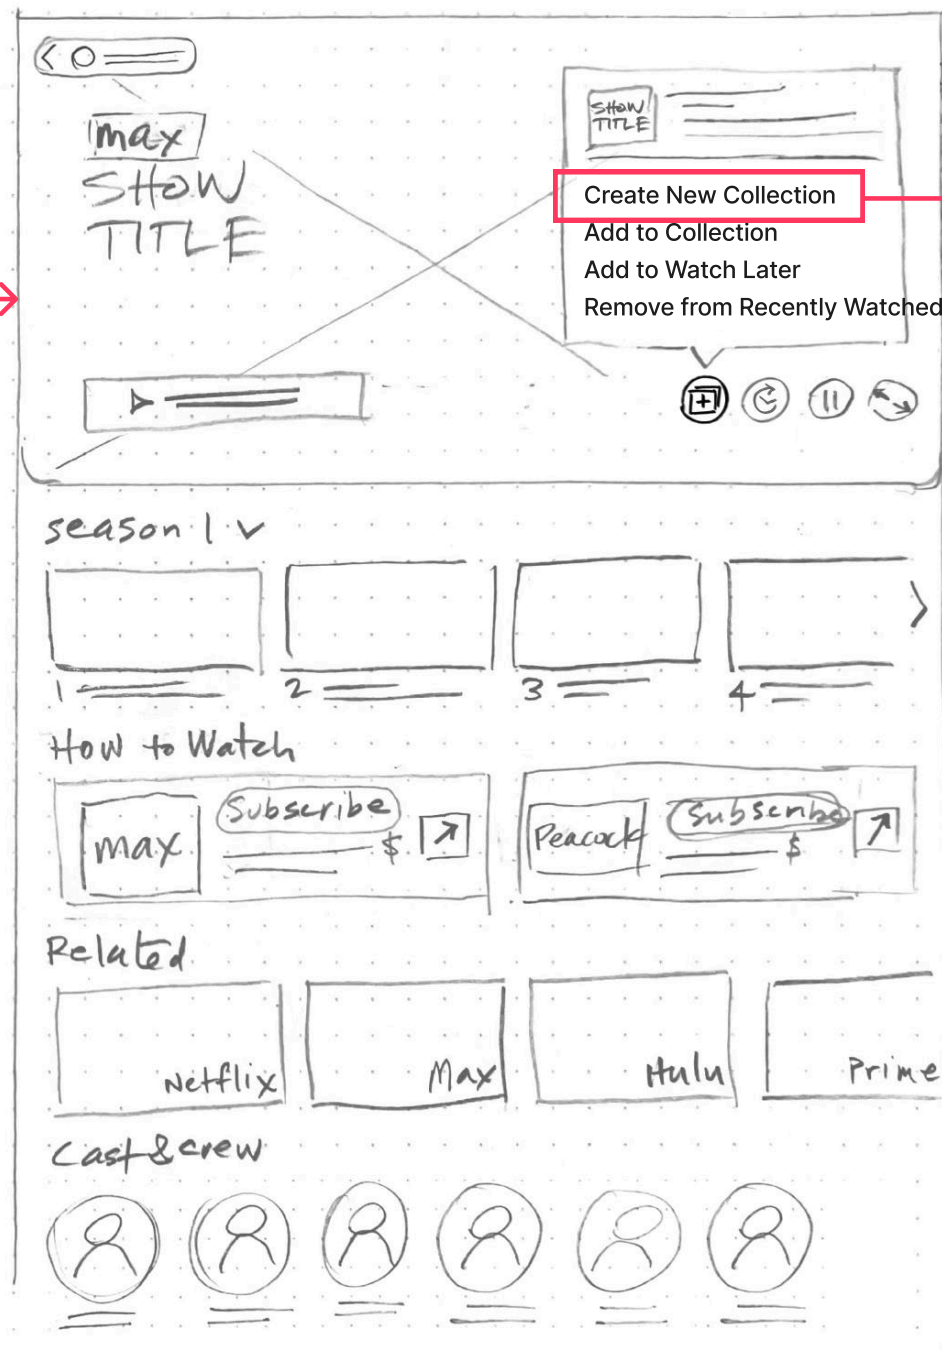 max
SHOW
TITLE
SHOW
TITLE
Create New Collection
Add to Collection
Add to Watch Later
Remove from Recently Watched
season 1
1
2
3
4
How to Watch
max
Subscribe
$
Peacock
Subscribe
$
Related
Netflix
Max
Hulu
Prime
Cast & crew